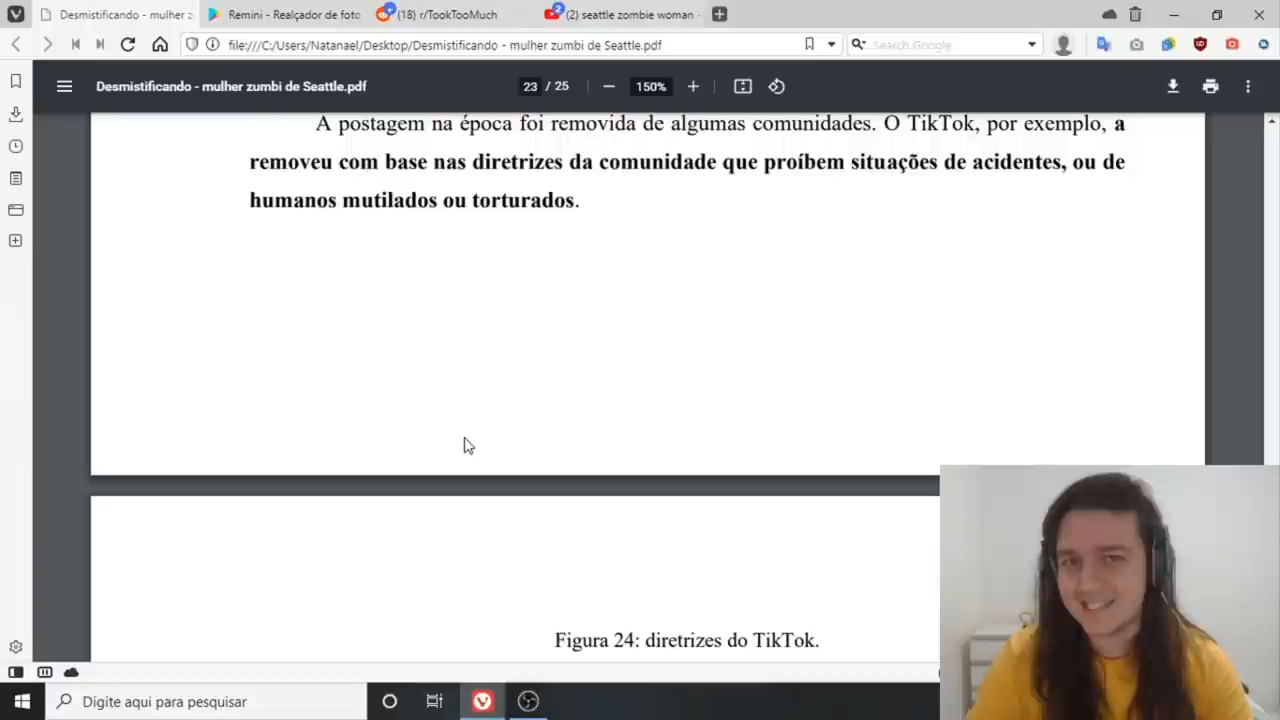 Desmistificando - mulher z
Remini - Realçador de foto
(18) r/TookTooMuch
2
(2) seattle zombie woman -
file:///C:/Users/Natanael/Desktop/Desmistificando - mulher zumbi de Seattle.pdf
Search Google
Desmistificando - mulher zumbi de Seattle.pdf
23 / 25
150%
A postagem na época foi removida de algumas comunidades. O TikTok, por exemplo, a
removeu com base nas diretrizes da comunidade que proíbem situações de acidentes, ou de
humanos mutilados ou torturados.
Figura 24: diretrizes do TikTok.
Digite aqui para pesquisar